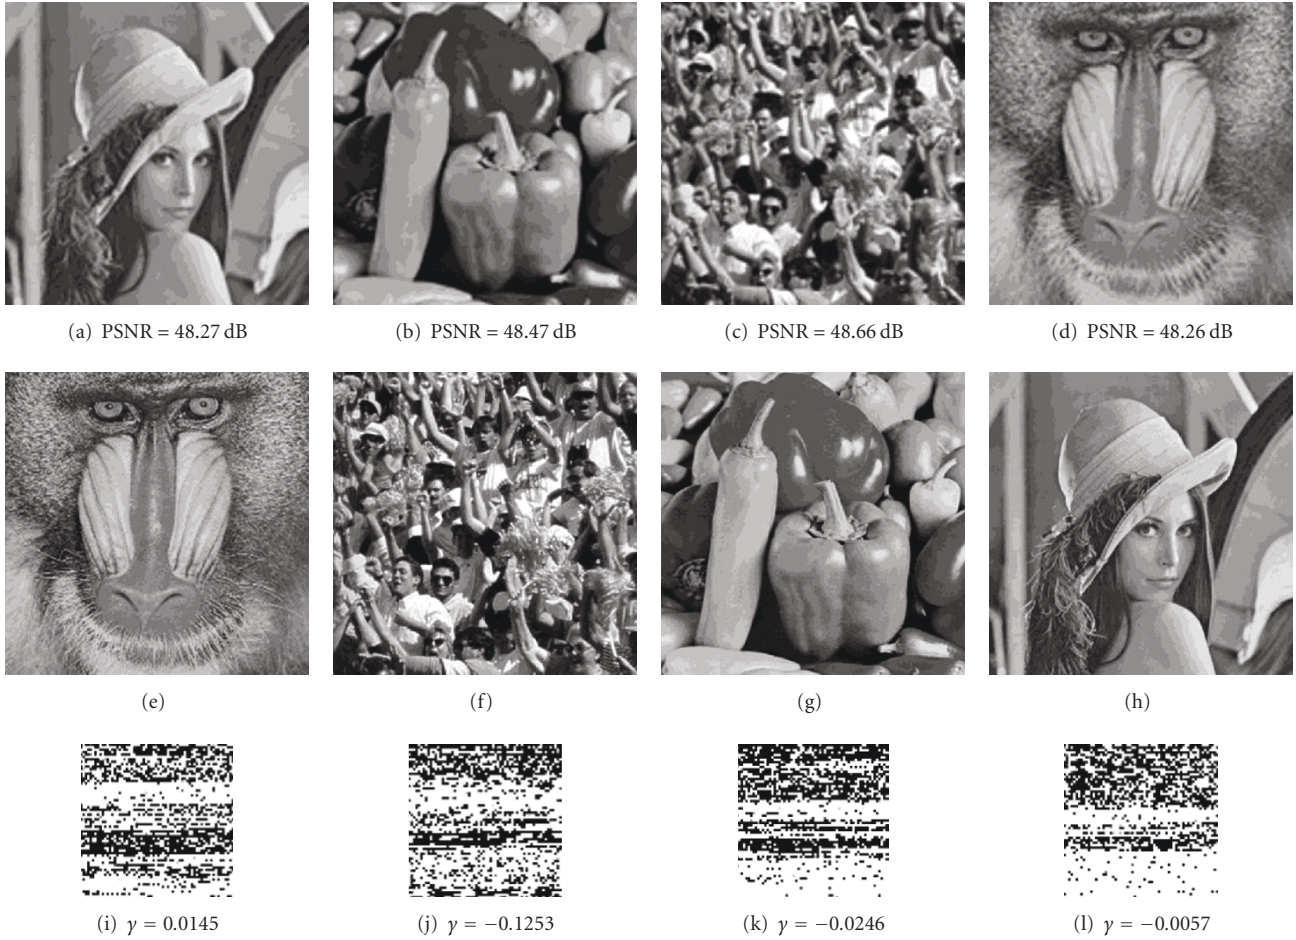 (a) PSNR = 48.27 dB
(b) PSNR = 48.47 dB
(c) PSNR = 48.66 dB
(d) PSNR = 48.26 dB
(e)
(f)
(g)
(h)
(i) γ = 0.0145
(j) γ = −0.1253
(k) γ = −0.0246
(l) γ = −0.0057